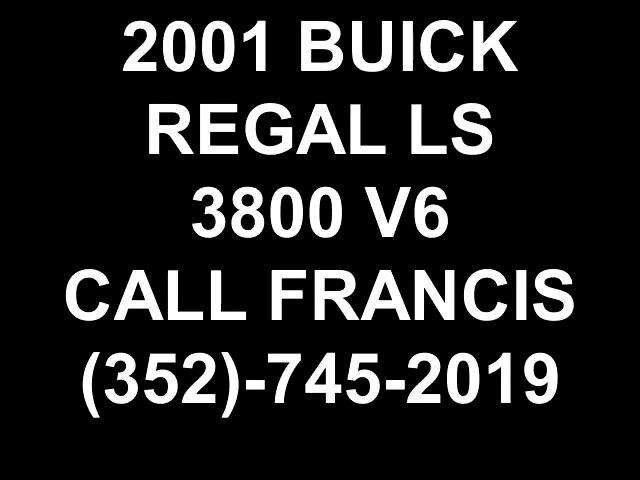 2001 BUICK
REGAL LS
3800 V6
CALL FRANCIS
(352)-745-2019